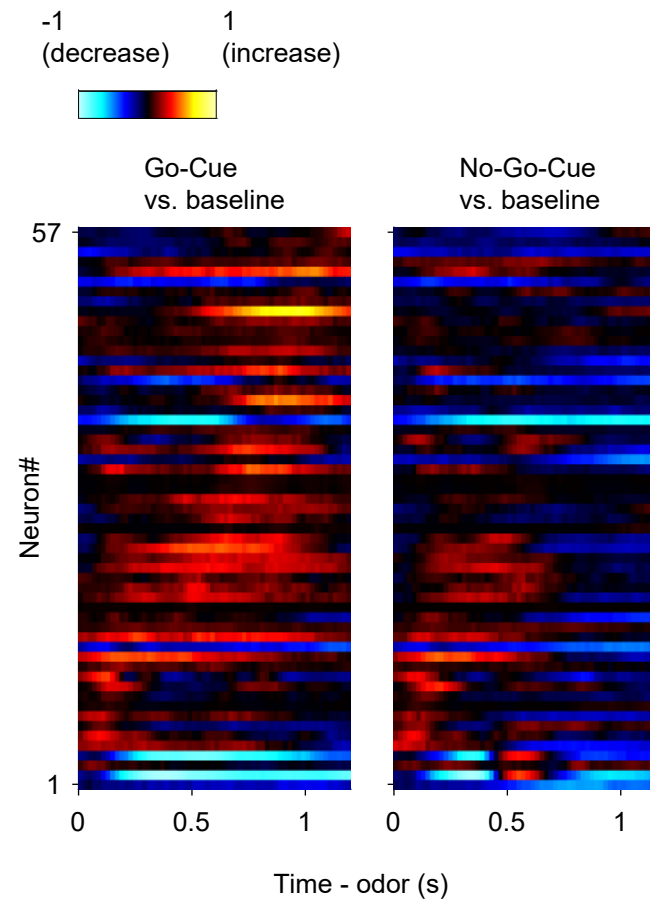 -1 1
(decrease) (increase)
Go-Cue No-Go-Cue
vs. baseline vs. baseline
57
Neuron#
1
0 0.5 1 0 0.5 1
Time - odor (s)